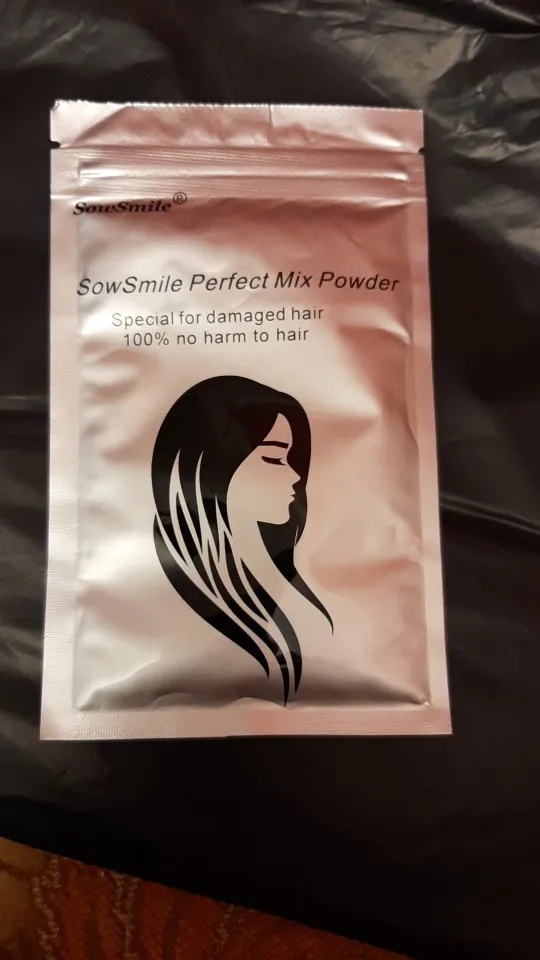 SowSmile®
SowSmile Perfect Mix Powder
Special for damaged hair
100% no harm to hair